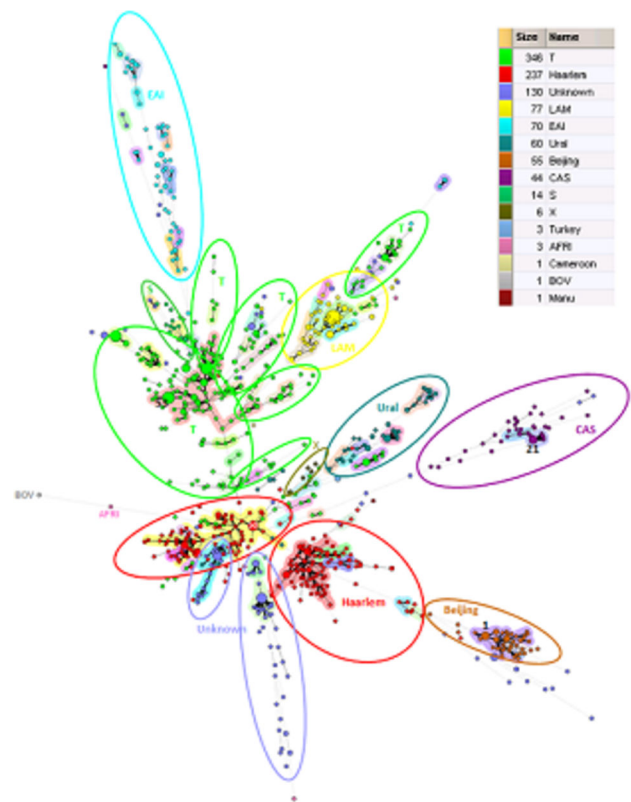 Size Name
346 T
237 Haarlem
130 Unknown
77 LAM
70 EAI
60 Ural
55 Beijing
44 CAS
14 S
6 X
3 Turkey
3 AFRI
1 Cameroon
1 BOV
1 Manu
EAI
T
T
T
LAM
Ural
CAS
21
T
X
BOV
AFRI
Haarlem
Beijing
1
Unknown